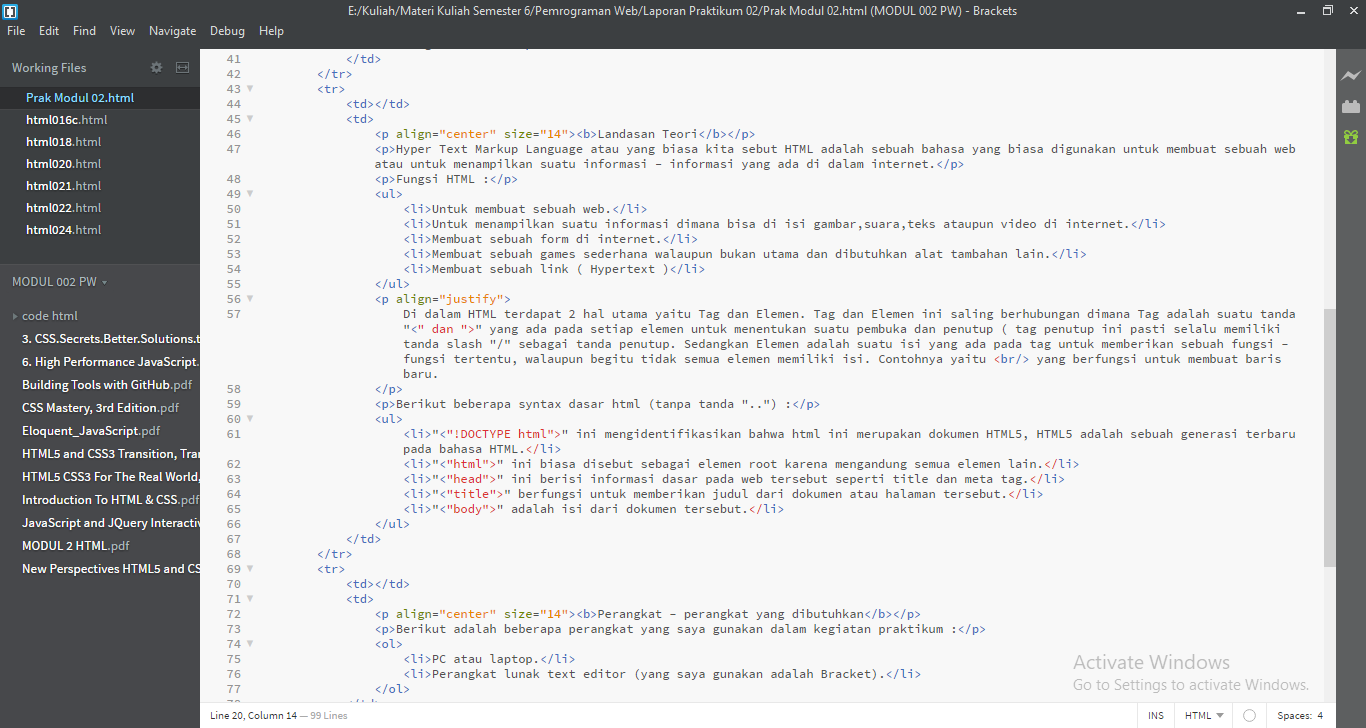 E:/Kuliah/Materi Kuliah Semester 6/Pemrograman Web/Laporan Praktikum 02/Prak Modul 02.html (MODUL 002 PW) - Brackets
File Edit Find View Navigate Debug Help
Working Files
Prak Modul 02.html
html016c.html
html018.html
html020.html
html021.html
html022.html
html024.html
MODUL 002 PW
code html
3. CSS.Secrets.Better.Solutions.t
6. High Performance JavaScript.
Building Tools with GitHub.pdf
CSS Mastery, 3rd Edition.pdf
Eloquent_JavaScript.pdf
HTML5 and CSS3 Transition, Tra
HTML5 CSS3 For The Real World,
Introduction To HTML & CSS.pdf
JavaScript and JQuery Interacti
MODUL 2 HTML.pdf
New Perspectives HTML5 and CS
41 </td>
42 </tr>
43 <tr>
44 <td></td>
45 <td>
46 <p align="center" size="14"><b>Landasan Teori</b></p>
47 <p>Hyper Text Markup Language atau yang biasa kita sebut HTML adalah sebuah bahasa yang biasa digunakan untuk membuat sebuah web
atau untuk menampilkan suatu informasi - informasi yang ada di dalam internet.</p>
48 <p>Fungsi HTML :</p>
49 <ul>
50 <li>Untuk membuat sebuah web.</li>
51 <li>Untuk menampilkan suatu informasi dimana bisa di isi gambar,suara,teks ataupun video di internet.</li>
52 <li>Membuat sebuah form di internet.</li>
53 <li>Membuat sebuah games sederhana walaupun bukan utama dan dibutuhkan alat tambahan lain.</li>
54 <li>Membuat sebuah link ( Hypertext )</li>
55 </ul>
56 <p align="justify">
57 Di dalam HTML terdapat 2 hal utama yaitu Tag dan Elemen. Tag dan Elemen ini saling berhubungan dimana Tag adalah suatu tanda
"<" dan ">" yang ada pada setiap elemen untuk menentukan suatu pembuka dan penutup ( tag penutup ini pasti selalu memiliki
tanda slash "/" sebagai tanda penutup. Sedangkan Elemen adalah suatu isi yang ada pada tag untuk memberikan sebuah fungsi -
fungsi tertentu, walaupun begitu tidak semua elemen memiliki isi. Contohnya yaitu <br/> yang berfungsi untuk membuat baris
baru.
58 </p>
59 <p>Berikut beberapa syntax dasar html (tanpa tanda "..") :</p>
60 <ul>
61 <li>"<"!DOCTYPE html">" ini mengidentifikasikan bahwa html ini merupakan dokumen HTML5, HTML5 adalah sebuah generasi terbaru
pada bahasa HTML.</li>
62 <li>"<"html">" ini biasa disebut sebagai elemen root karena mengandung semua elemen lain.</li>
63 <li>"<"head">" ini berisi informasi dasar pada web tersebut seperti title dan meta tag.</li>
64 <li>"<"title">" berfungsi untuk memberikan judul dari dokumen atau halaman tersebut.</li>
65 <li>"<"body">" adalah isi dari dokumen tersebut.</li>
66 </ul>
67 </td>
68 </tr>
69 <tr>
70 <td></td>
71 <td>
72 <p align="center" size="14"><b>Perangkat - perangkat yang dibutuhkan</b></p>
73 <p>Berikut adalah beberapa perangkat yang saya gunakan dalam kegiatan praktikum :</p>
74 <ol>
75 <li>PC atau laptop.</li>
76 <li>Perangkat lunak text editor (yang saya gunakan adalah Bracket).</li>
77 </ol>
Activate Windows
Go to Settings to activate Windows.
Line 20, Column 14 — 99 Lines
INS HTML Spaces: 4